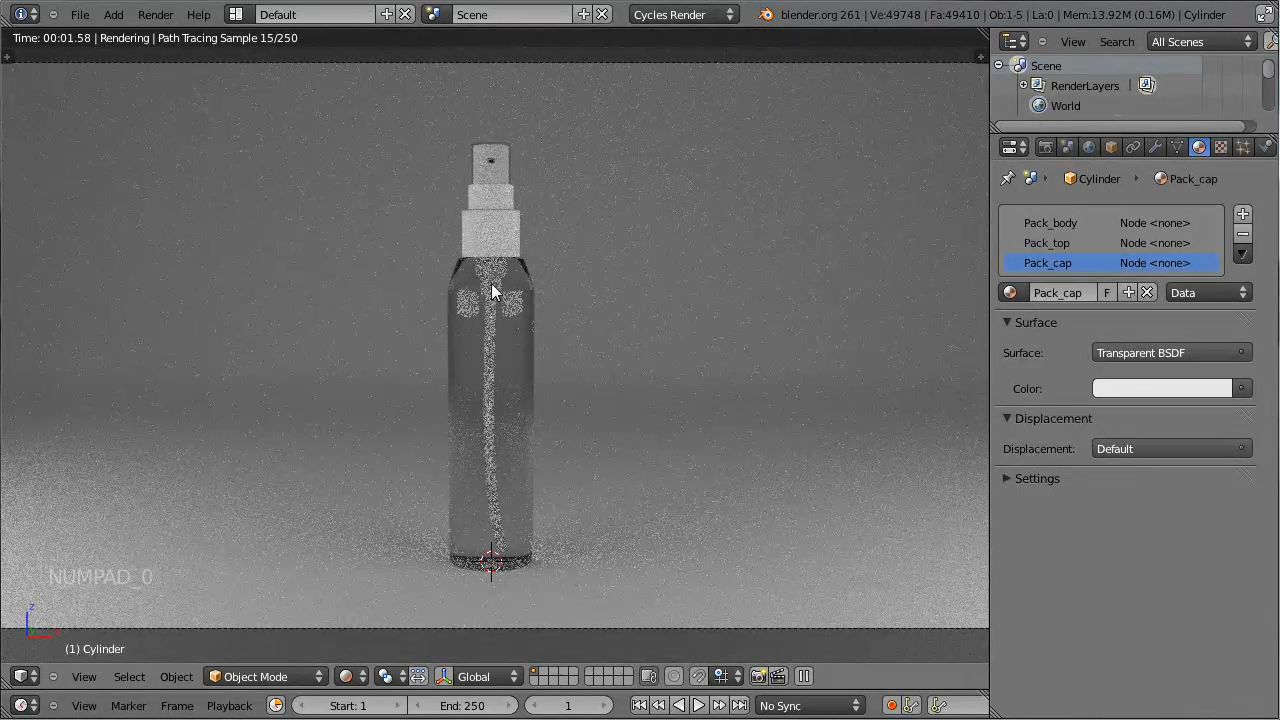 File Add Render Help Default Scene Cycles Render blender.org 261 | Ve:49748 | Fa:49410 | Ob:1-5 | La:0 | Mem:13.92M (0.16M) | Cylinder
Time: 00:01.58 | Rendering | Path Tracing Sample 15/250
View Search All Scenes
Scene
RenderLayers |
World
Cylinder Pack_cap
Pack_body Node <none>
Pack_top Node <none>
Pack_cap Node <none>
Pack_cap F Data
Surface
Surface: Transparent BSDF
Color:
Displacement
Displacement: Default
Settings
NUMPAD_0
z
(1) Cylinder
View Select Object Object Mode Global
View Marker Frame Playback Start: 1 End: 250 1 No Sync